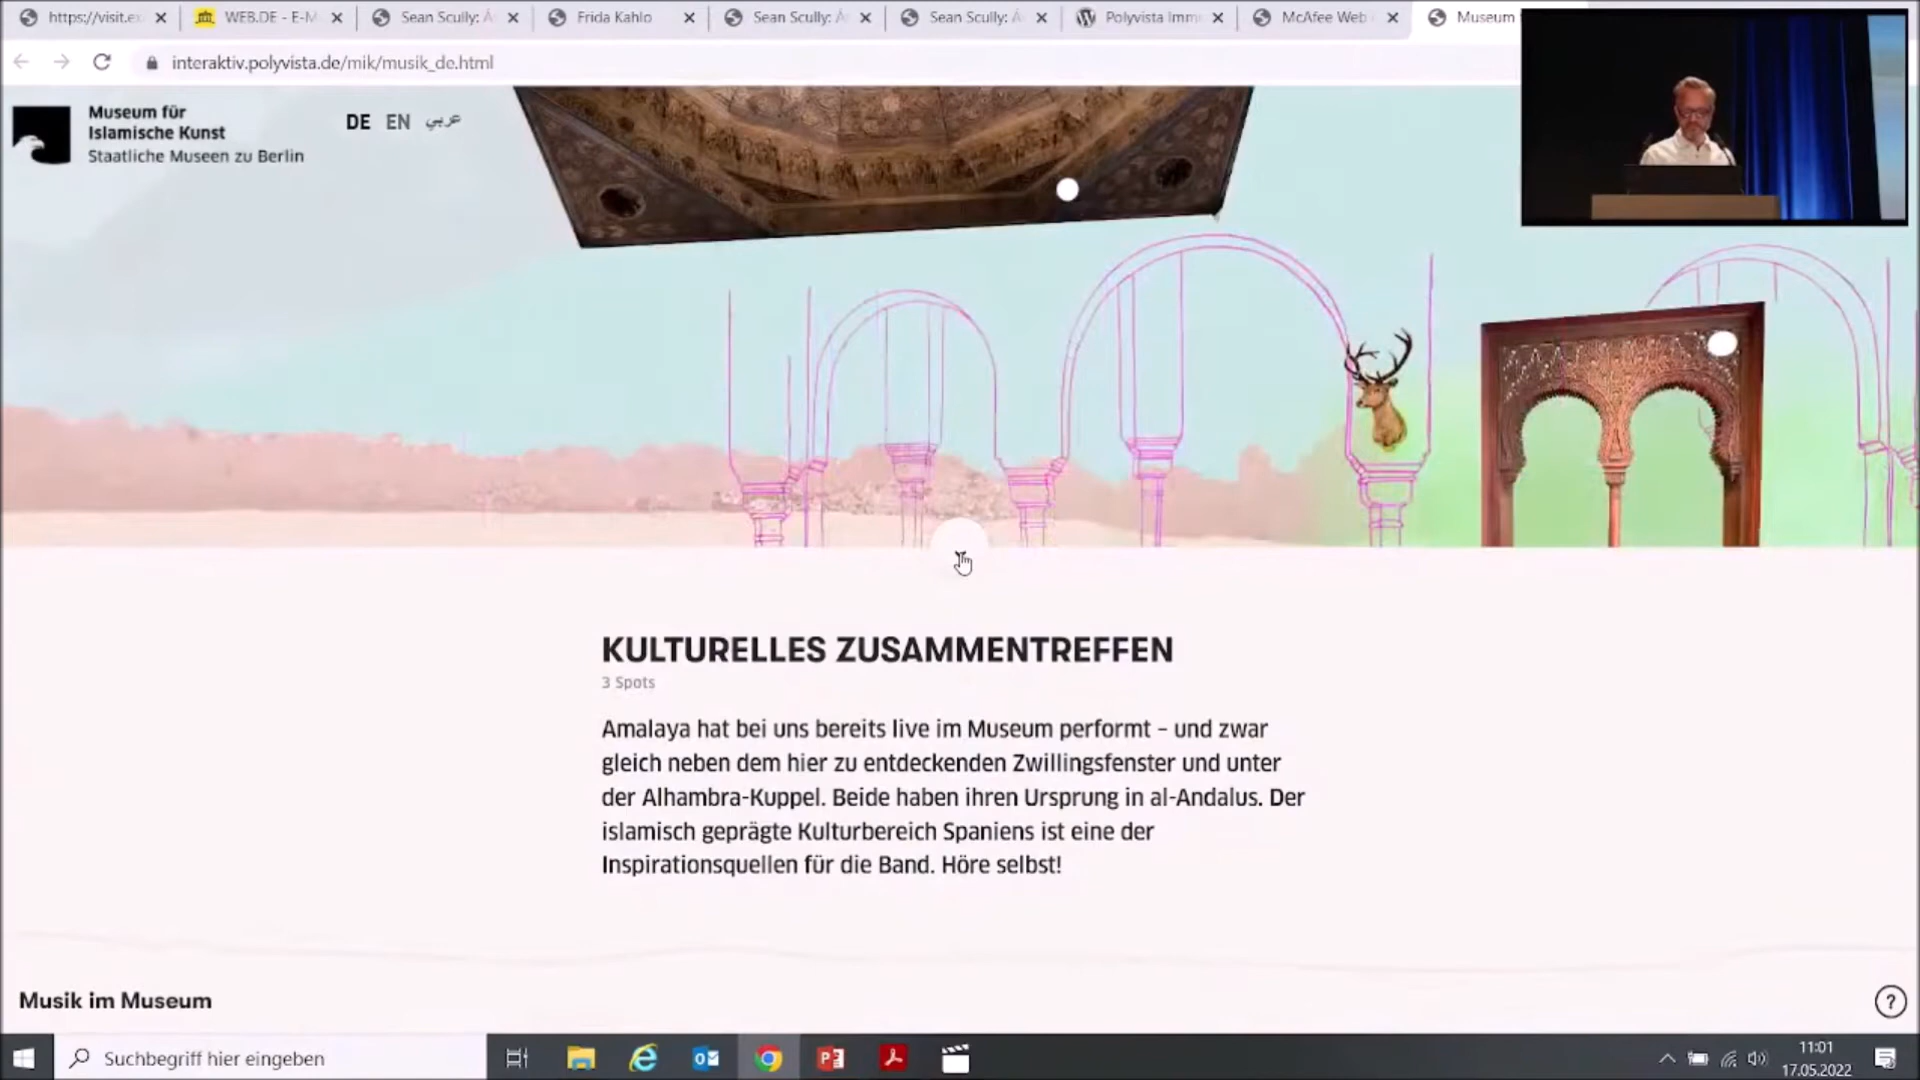 https://visit.e
WEB.DE - E-M
Sean Scully: A
Frida Kahlo
Sean Scully: A
Sean Scully: A
Polyvista Imm
McAfee Web
Museum
interaktiv.polyvista.de/mik/musik_de.html
Museum für
Islamische Kunst
Staatliche Museen zu Berlin
DE EN عربي
KULTURELLES ZUSAMMENTREFFEN
3 Spots
Amalaya hat bei uns bereits live im Museum performt – und zwar
gleich neben dem hier zu entdeckenden Zwillingsfenster und unter
der Alhambra-Kuppel. Beide haben ihren Ursprung in al-Andalus. Der
islamisch geprägte Kulturbereich Spaniens ist eine der
Inspirationsquellen für die Band. Höre selbst!
Musik im Museum
?
Suchbegriff hier eingeben
11:01
17.05.2022